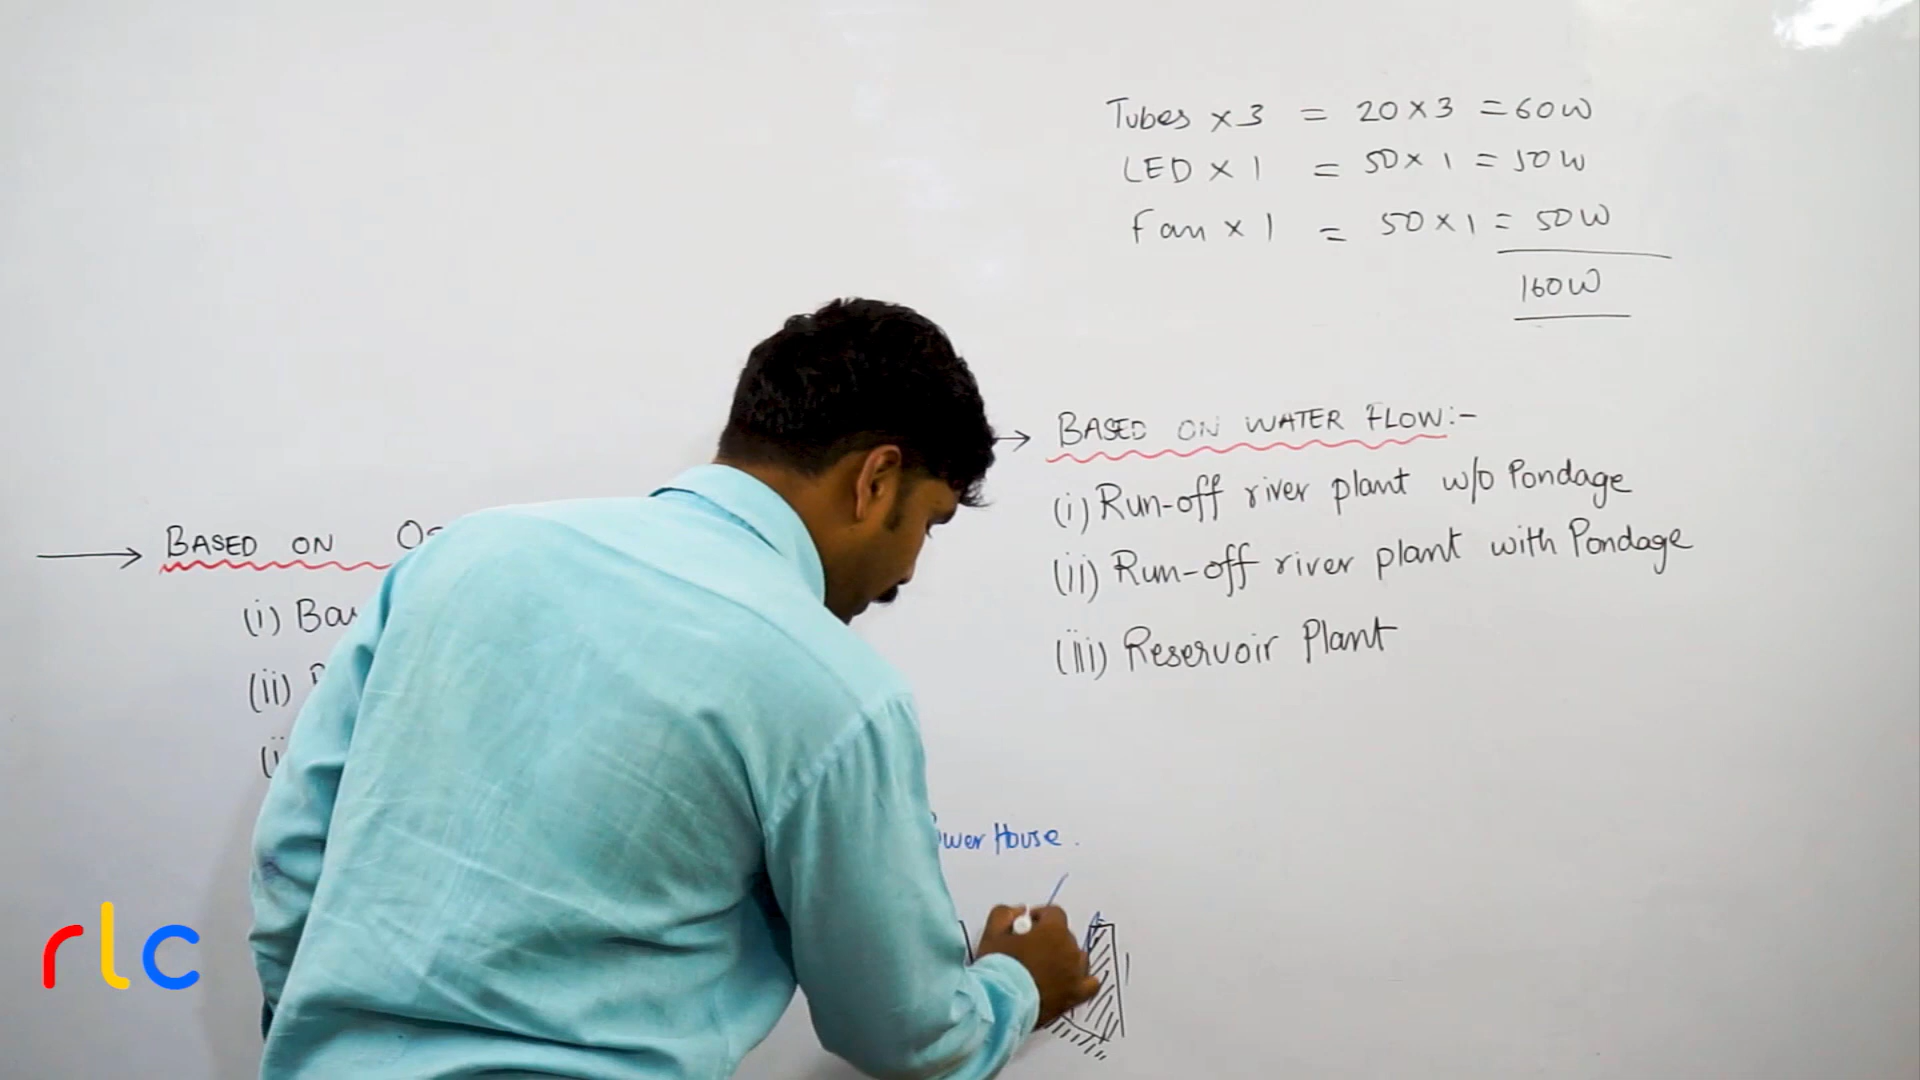 Tubes × 3 = 20 × 3 = 60W
LED × 1 = 50 × 1 = 50W
Fan × 1 = 50 × 1 = 50W
160W
BASED ON WATER FLOW:-
(i) Run-off river plant w/o Pondage
(ii) Run-off river plant with Pondage
(iii) Reservoir Plant
BASED ON
(i)
(ii)
House.
rlc